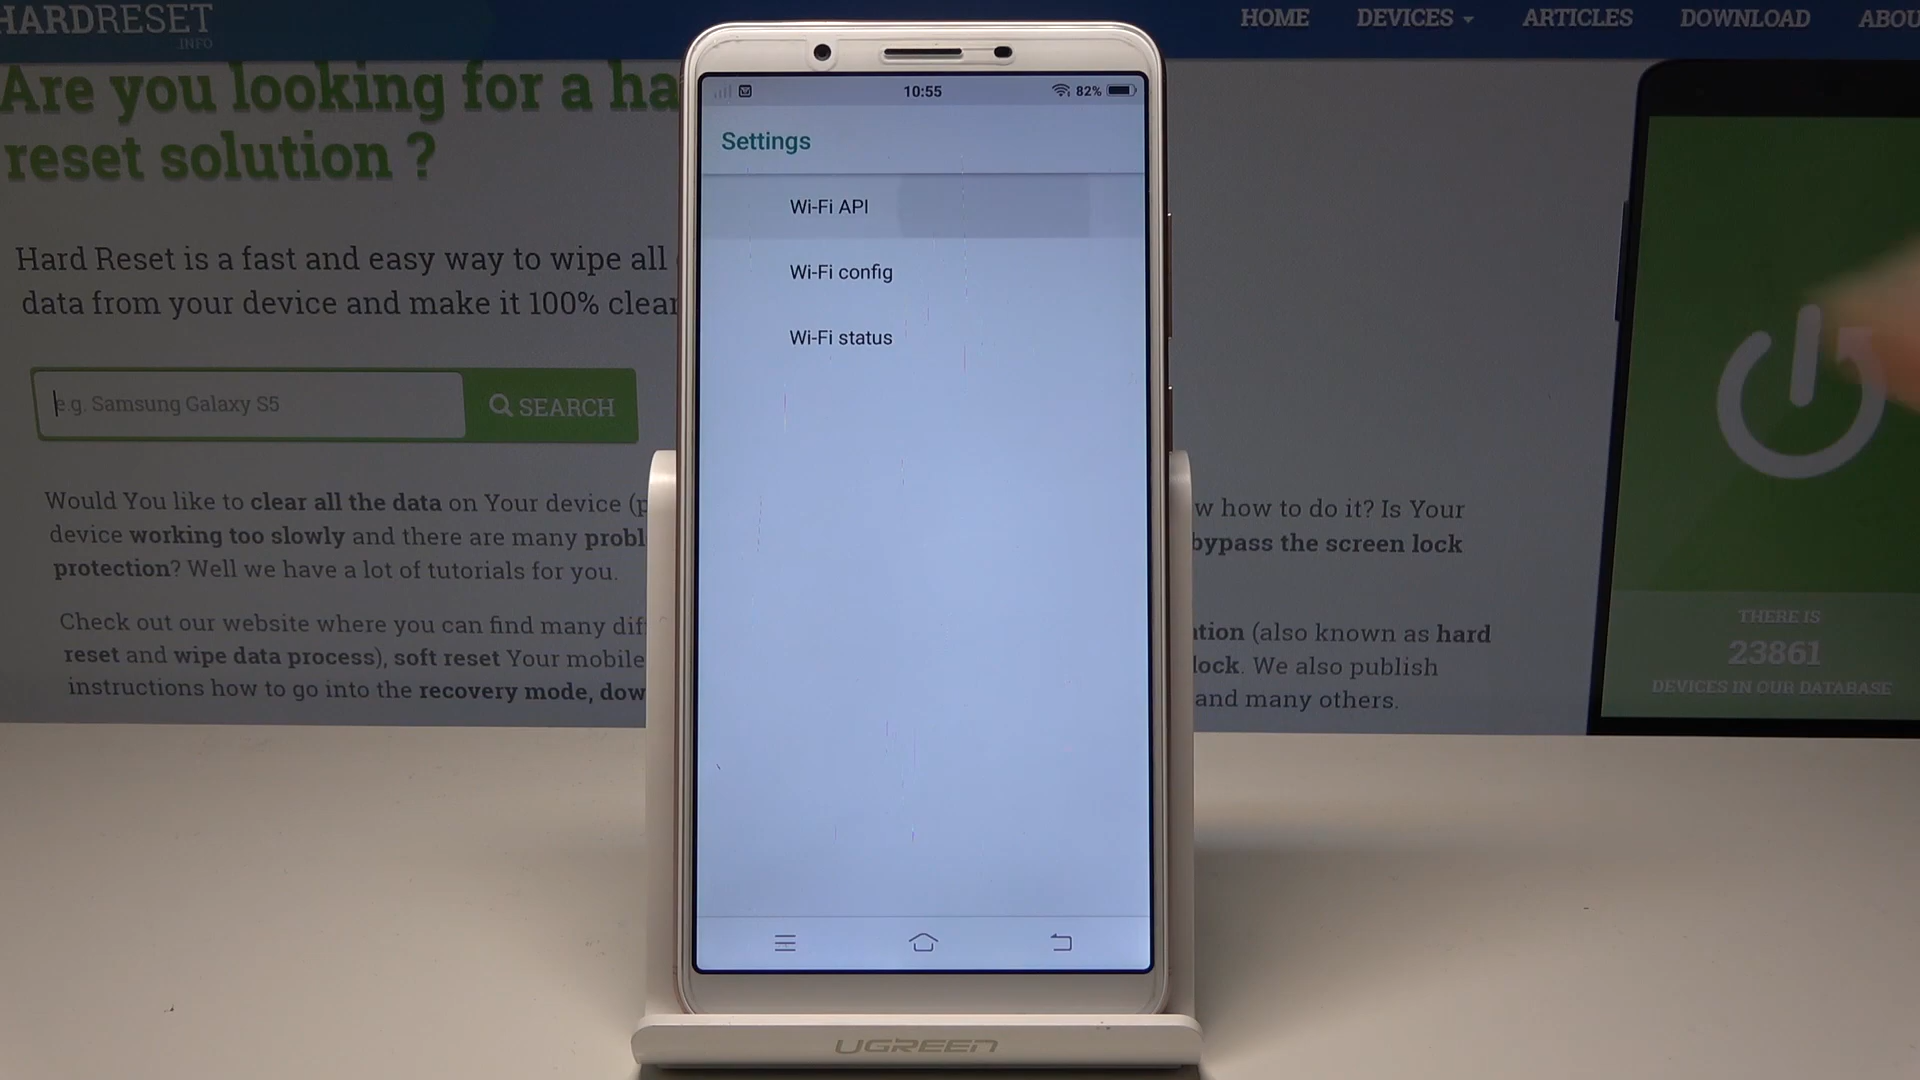 HARDRESET
.INFO
HOME
DEVICES
ARTICLES
DOWNLOAD
ABOU
Are you looking for a ha
reset solution ?
Hard Reset is a fast and easy way to wipe all
data from your device and make it 100% clean
e.g. Samsung Galaxy S5
SEARCH
Would You like to clear all the data on Your device (p
device working too slowly and there are many probl
protection? Well we have a lot of tutorials for you.
Check out our website where you can find many dif
reset and wipe data process), soft reset Your mobile
instructions how to go into the recovery mode, dow
10:55
82%
Settings
Wi-Fi API
Wi-Fi config
Wi-Fi status
UGREEN
w how to do it? Is Your
bypass the screen lock
ation (also known as hard
lock. We also publish
and many others.
THERE IS
23861
DEVICES IN OUR DATABASE